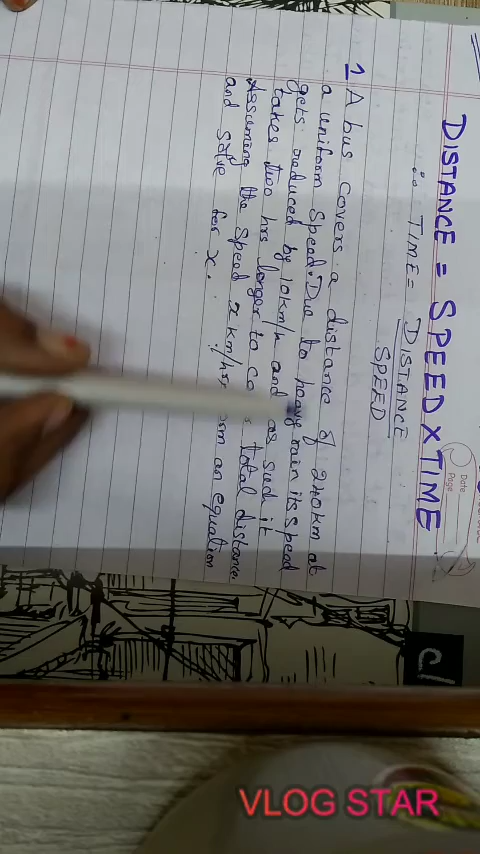 DISTANCE = SPEED X TIME
∴ TIME = DISTANCE
SPEED
1 A bus covers a distance of 240km at
a uniform speed. Due to heavy rain its speed
gets reduced by 10km/h and as such it
takes two hrs longer to total distance.
Assuming the speed x km/hr, an equation
and solve for x.
Date
Page
c/
VLOG STAR